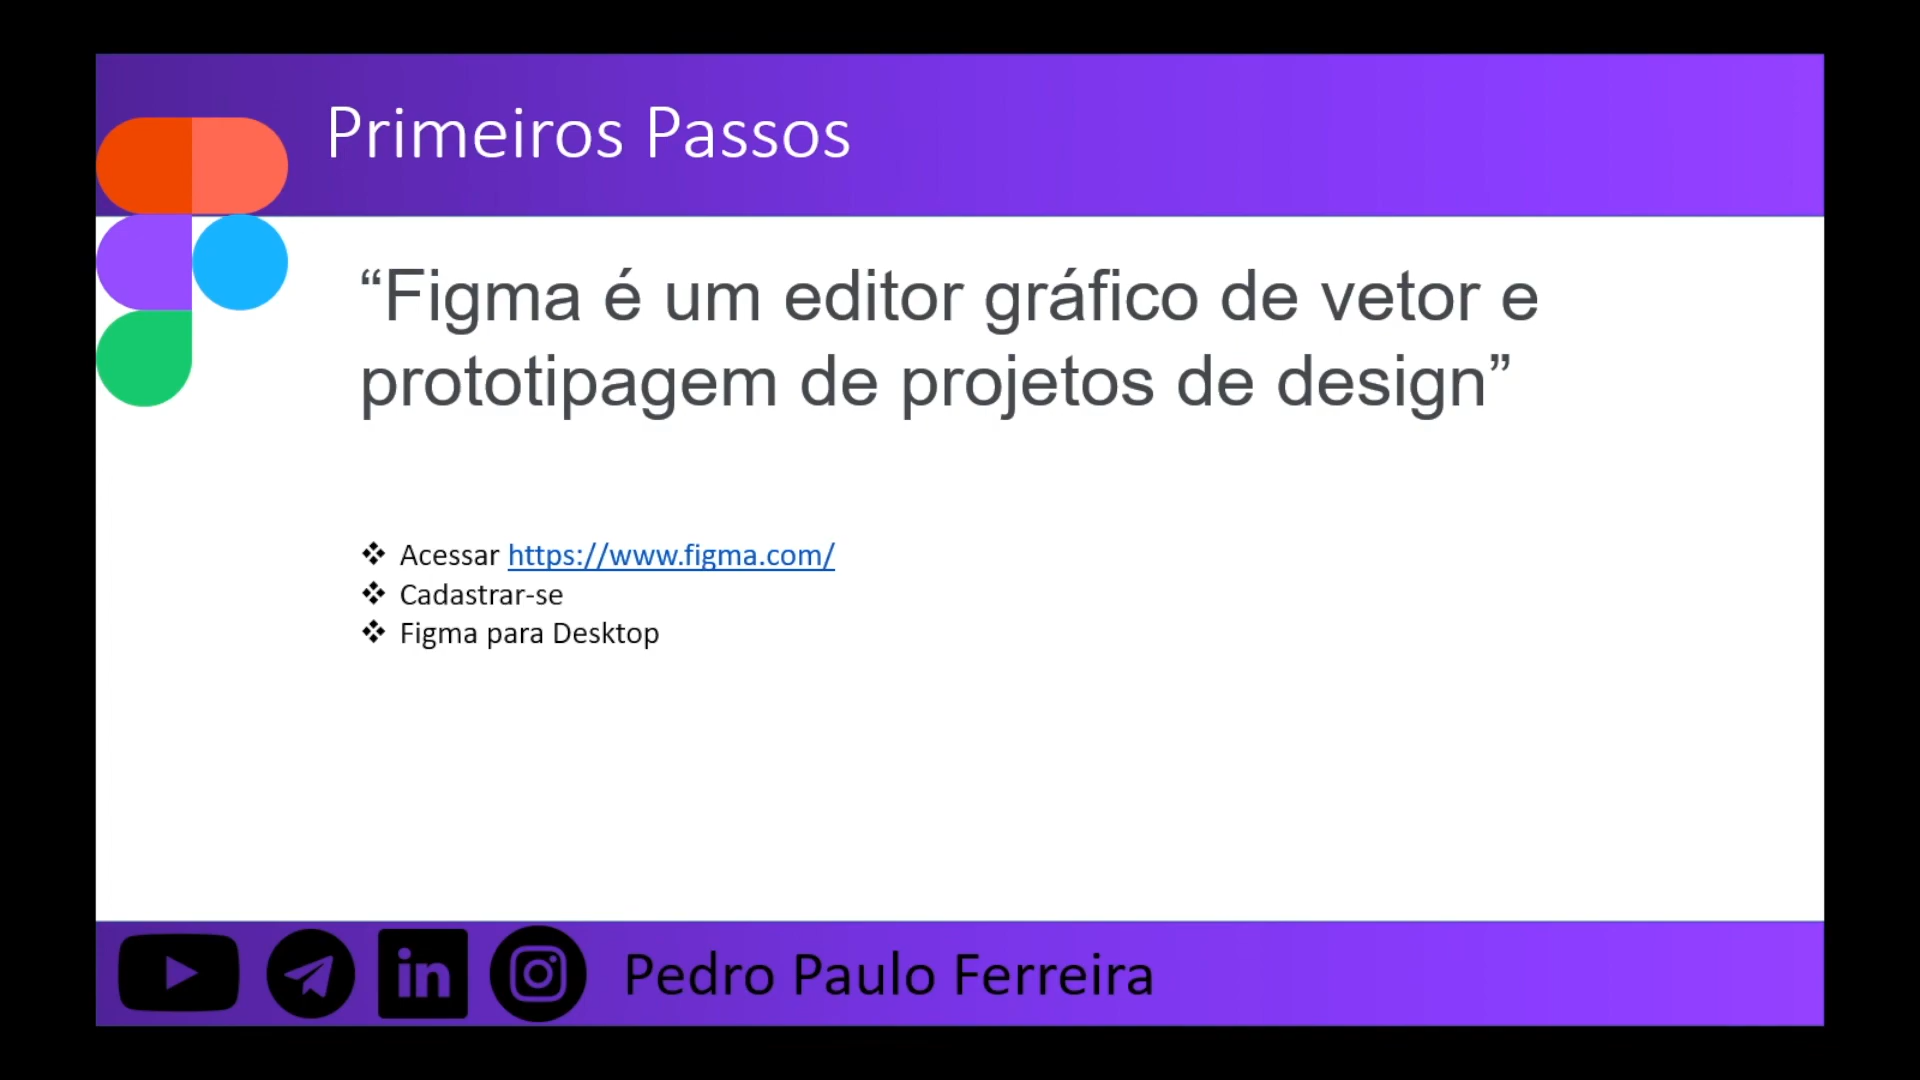 Primeiros Passos
“Figma é um editor gráfico de vetor e
prototipagem de projetos de design”
❖ Acessar https://www.figma.com/
❖ Cadastrar-se
❖ Figma para Desktop
in
Pedro Paulo Ferreira